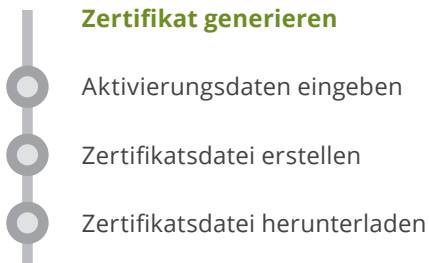 Zertifikat generieren
Aktivierungsdaten eingeben
Zertifikatsdatei erstellen
Zertifikatsdatei herunterladen